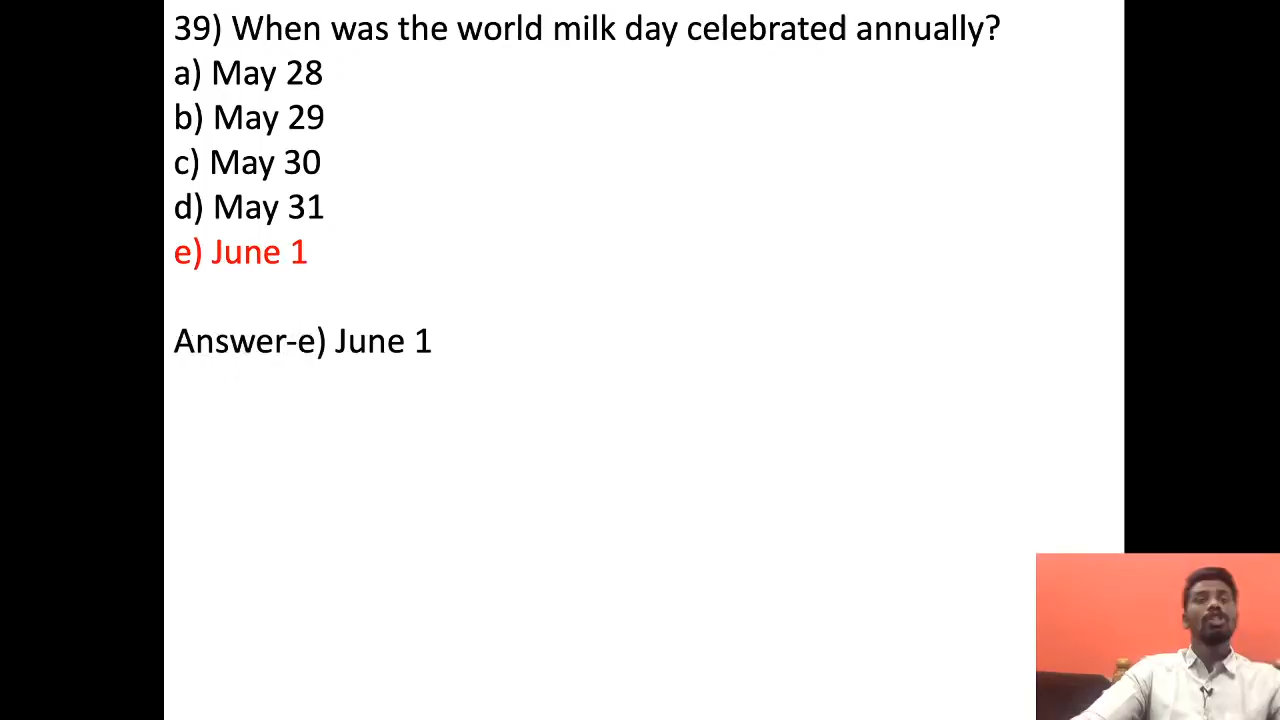 39) When was the world milk day celebrated annually?
a) May 28
b) May 29
c) May 30
d) May 31
e) June 1
Answer-e) June 1